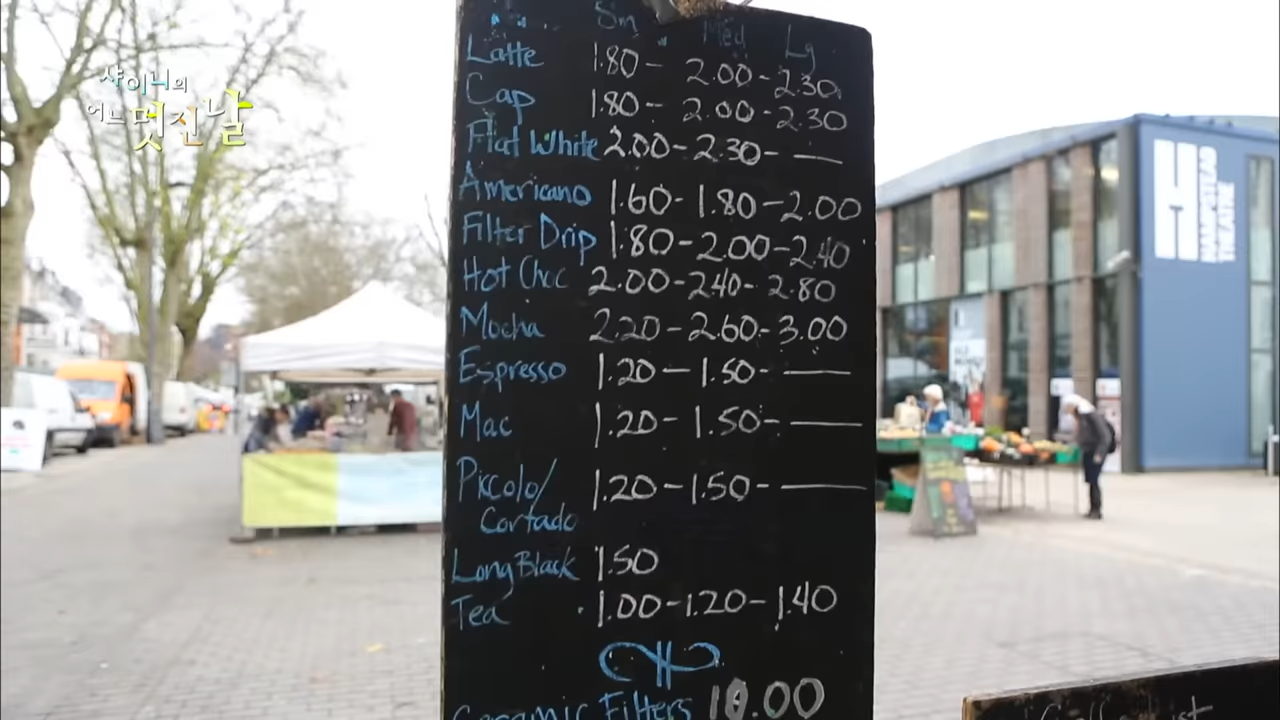 샤이니의
어느 멋진 날
Sm Med Lg
Latte 1.80 - 2.00 - 2.30
Cap 1.80 - 2.00 - 2.30
Flat White 2.00 - 2.30 - —
Americano 1.60 - 1.80 - 2.00
Filter Drip 1.80 - 2.00 - 2.40
Hot Choc 2.00 - 2.40 - 2.80
Mocha 2.20 - 2.60 - 3.00
Espresso 1.20 - 1.50 - —
Mac 1.20 - 1.50 - —
Piccolo/ 1.20 - 1.50 - —
Cortado
Long Black 1.50
Tea 1.00 - 1.20 - 1.40
Ceramic Filters 10.00
H
HAMPSTEAD
THEATRE